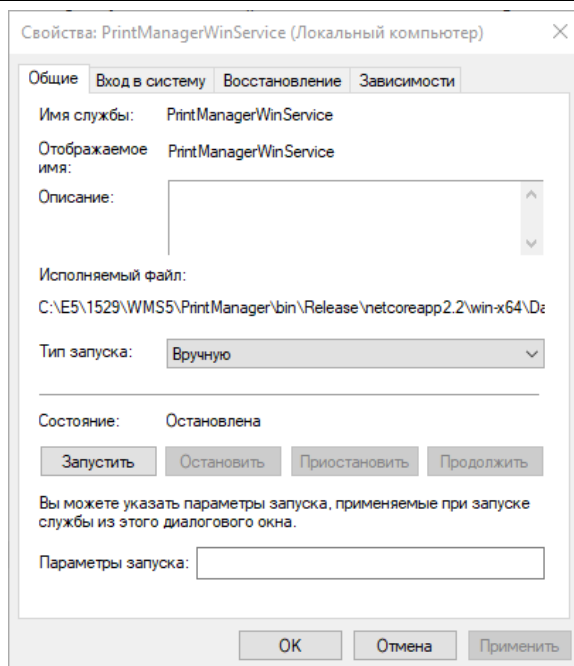 Свойства: PrintManagerWinService (Локальный компьютер)
Общие Вход в систему Восстановление Зависимости
Имя службы: PrintManagerWinService
Отображаемое имя: PrintManagerWinService
Описание:
Исполняемый файл:
C:\E5\1529\WMS5\PrintManager\bin\Release\netcoreapp2.2\win-x64\Da
Тип запуска: Вручную
Состояние: Остановлена
Запустить Остановить Приостановить Продолжить
Вы можете указать параметры запуска, применяемые при запуске
службы из этого диалогового окна.
Параметры запуска:
OK Отмена Применить